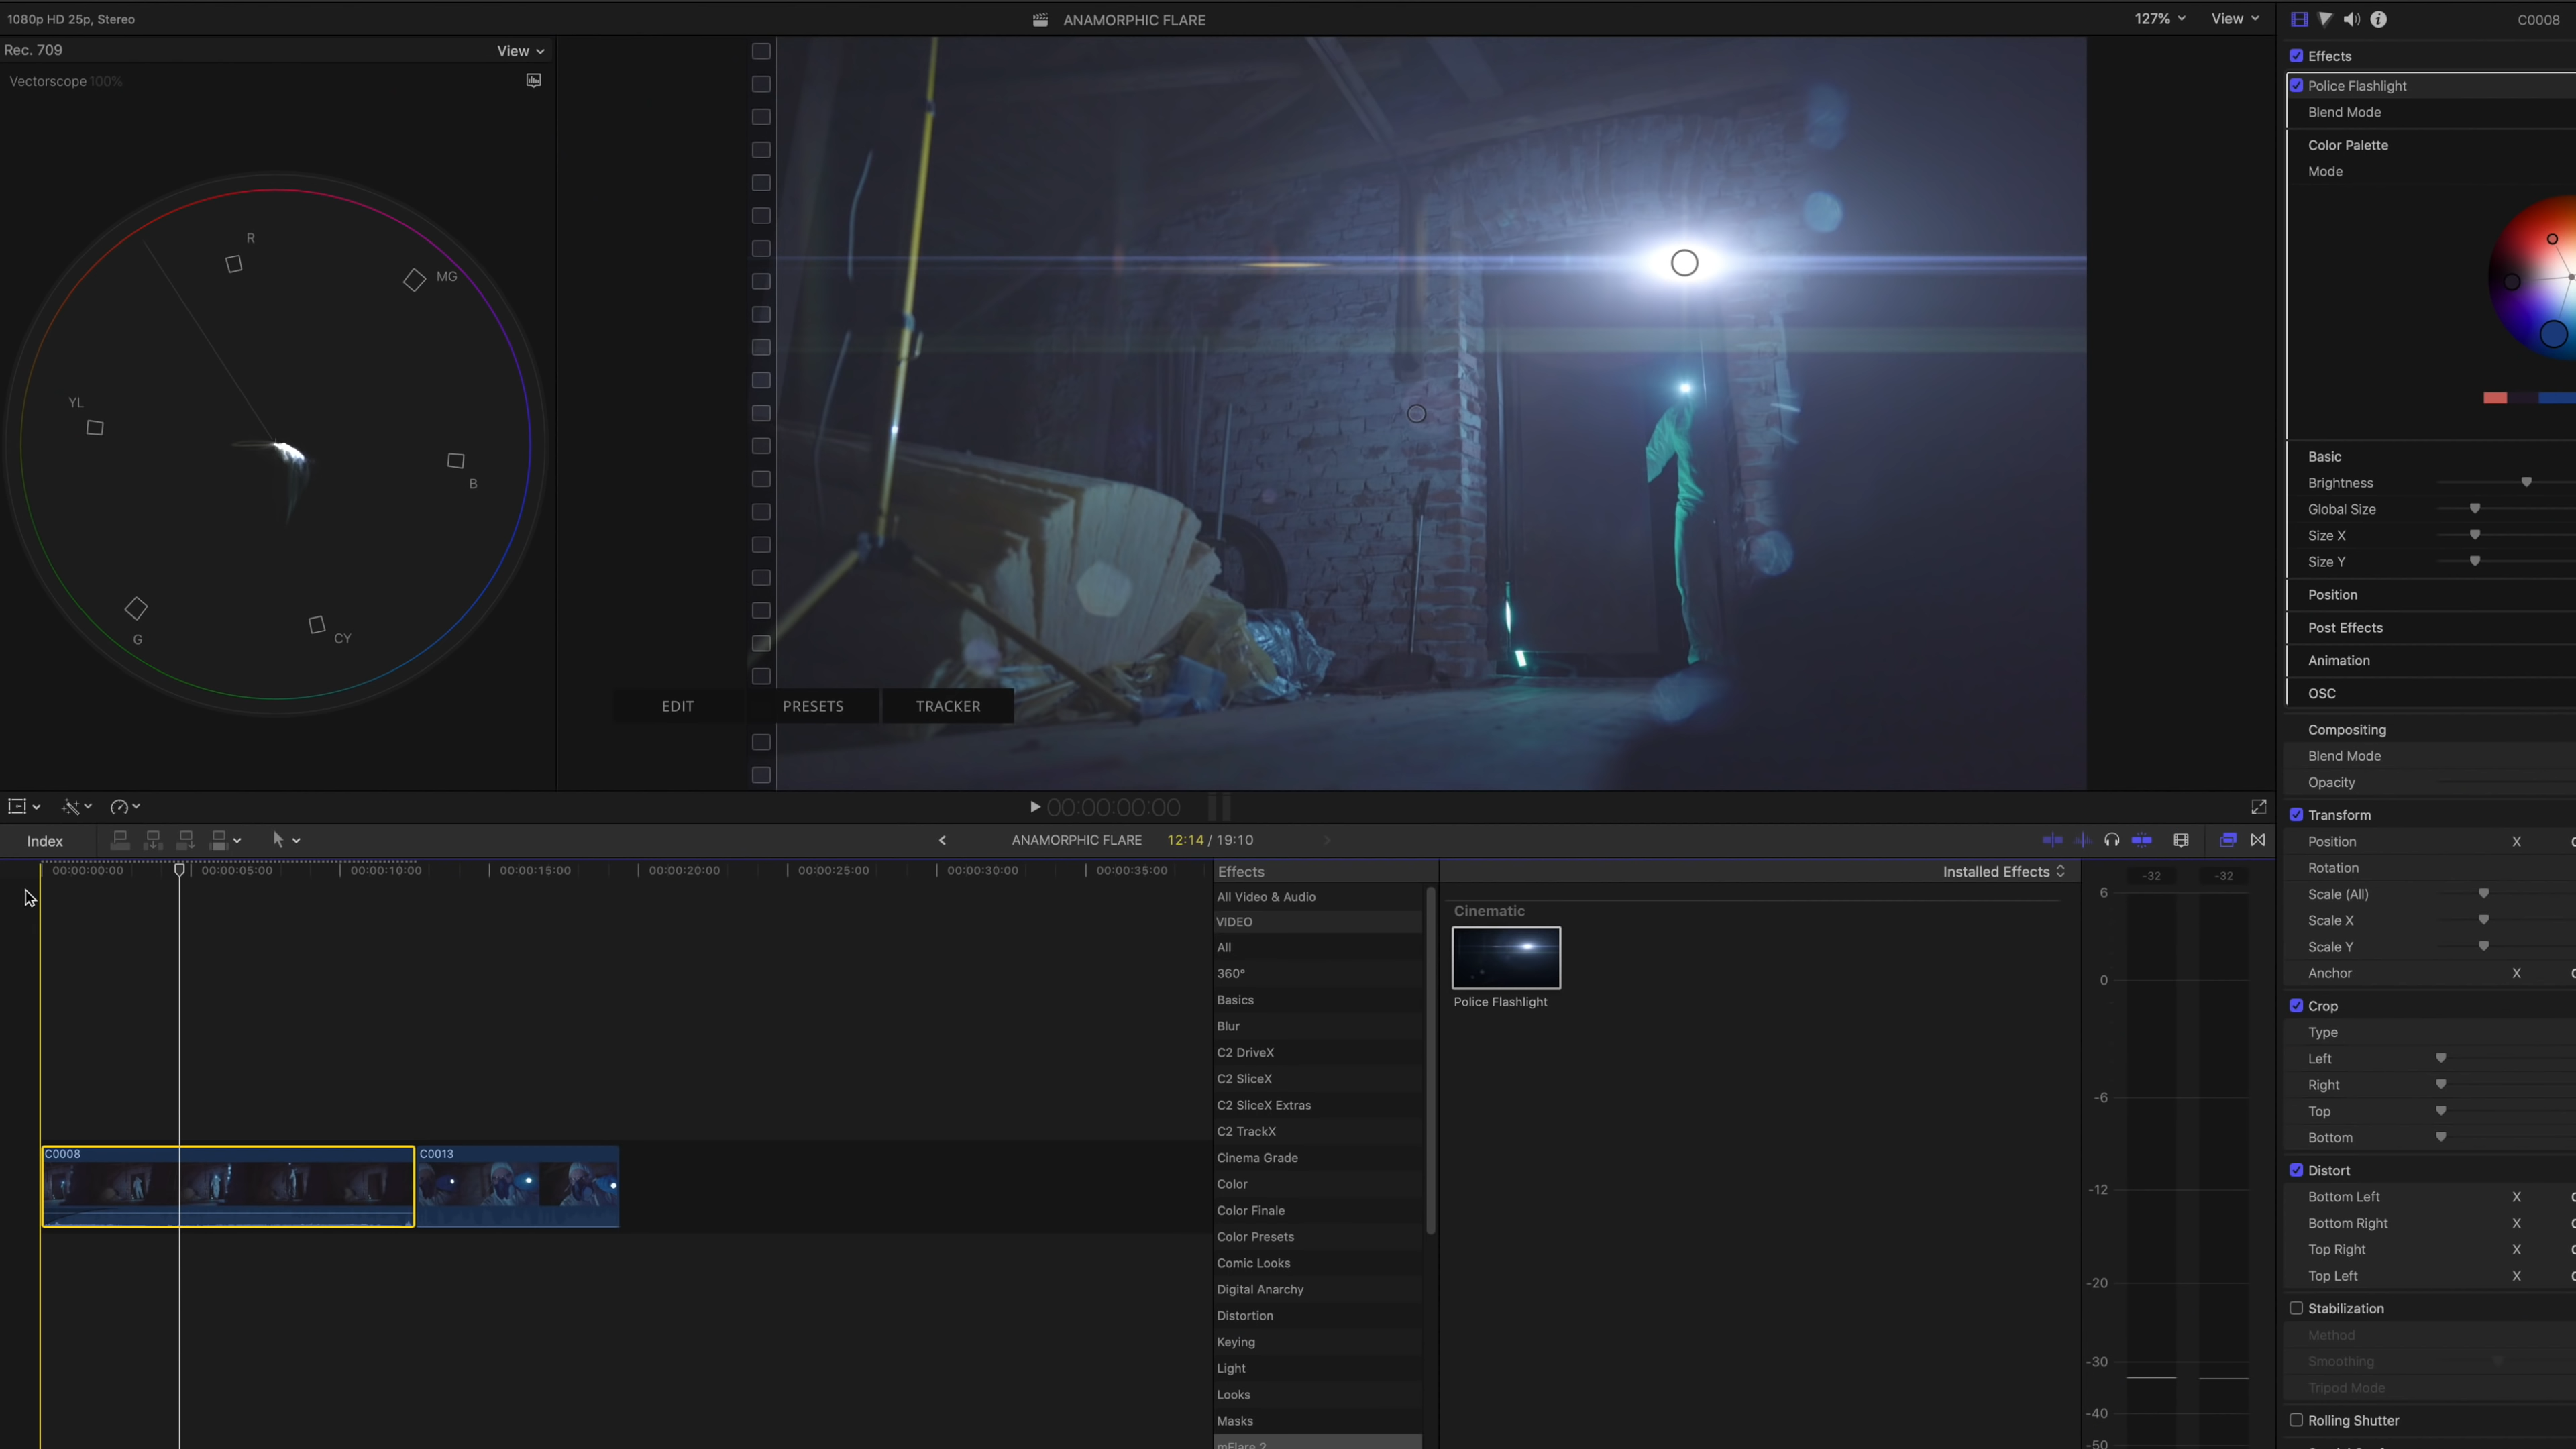 1080p HD 25p, Stereo
ANAMORPHIC FLARE
127%
View
C0008
Rec. 709
View
Vectorscope 100%
R
MG
YL
B
G
CY
EDIT
PRESETS
TRACKER
00:00:00:00
Index
ANAMORPHIC FLARE
12:14 / 19:10
00:00:00:00
00:00:05:00
00:00:10:00
00:00:15:00
00:00:20:00
00:00:25:00
00:00:30:00
00:00:35:00
C0008
C0013
Effects
All Video & Audio
VIDEO
All
360°
Basics
Blur
C2 DriveX
C2 SliceX
C2 SliceX Extras
C2 TrackX
Cinema Grade
Color
Color Finale
Color Presets
Comic Looks
Digital Anarchy
Distortion
Keying
Light
Looks
Masks
mFlare 2
Installed Effects
Cinematic
Police Flashlight
-32
-32
6
0
-6
-12
-20
-30
-40
-50
Effects
Police Flashlight
Blend Mode
Color Palette
Mode
Basic
Brightness
Global Size
Size X
Size Y
Position
Post Effects
Animation
OSC
Compositing
Blend Mode
Opacity
Transform
Position X
Rotation
Scale (All)
Scale X
Scale Y
Anchor X
Crop
Type
Left
Right
Top
Bottom
Distort
Bottom Left X
Bottom Right X
Top Right X
Top Left X
Stabilization
Method
Smoothing
Tripod Mode
Rolling Shutter